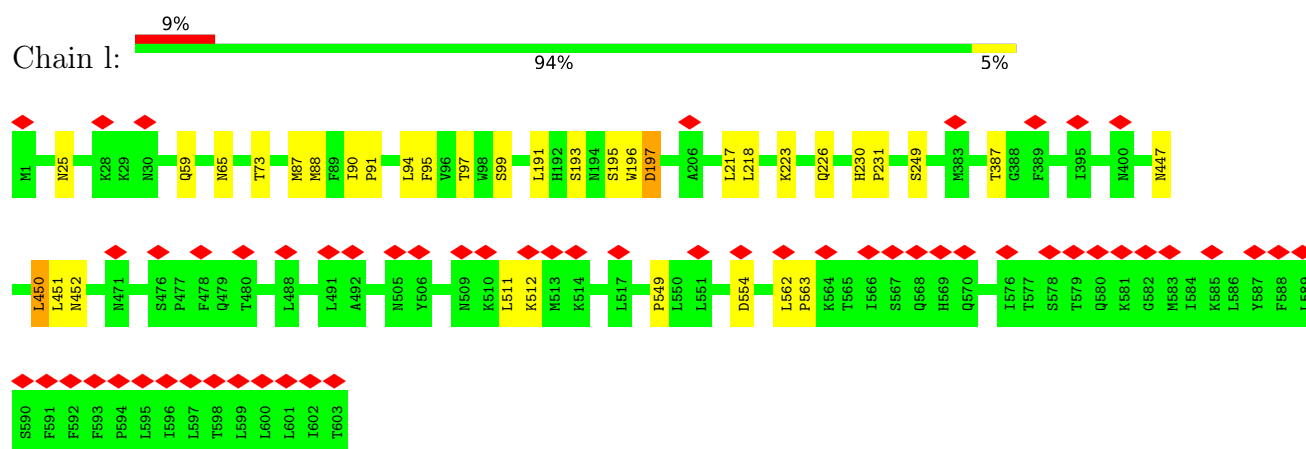 9%
Chain l:
94% 5%
M1 N25 K28 K29 N30 Q59 N65 T73 M87 M88 F89 I90 P91 L94 F95 V96 T97 W98 S99 L191 H192 S193 N194 S195 W196 D197 A206 L217 L218 K223 Q226 H230 P231 S249 M383 T387 G388 F389 I395 N400 N447
L450 L451 N452 N471 S476 P477 F478 Q479 T480 L488 L491 A492 N505 Y506 N509 K510 L511 K512 M513 K514 L517 P549 L550 L551 D554 L562 P563 K564 T565 I566 S567 Q568 H569 Q570 I576 T577 S578 T579 Q580 K581 G582 M583 I584 K585 L586 Y587 F588
S590 F591 F592 F593 P594 L595 I596 L597 T598 L599 L600 L601 I602 T603